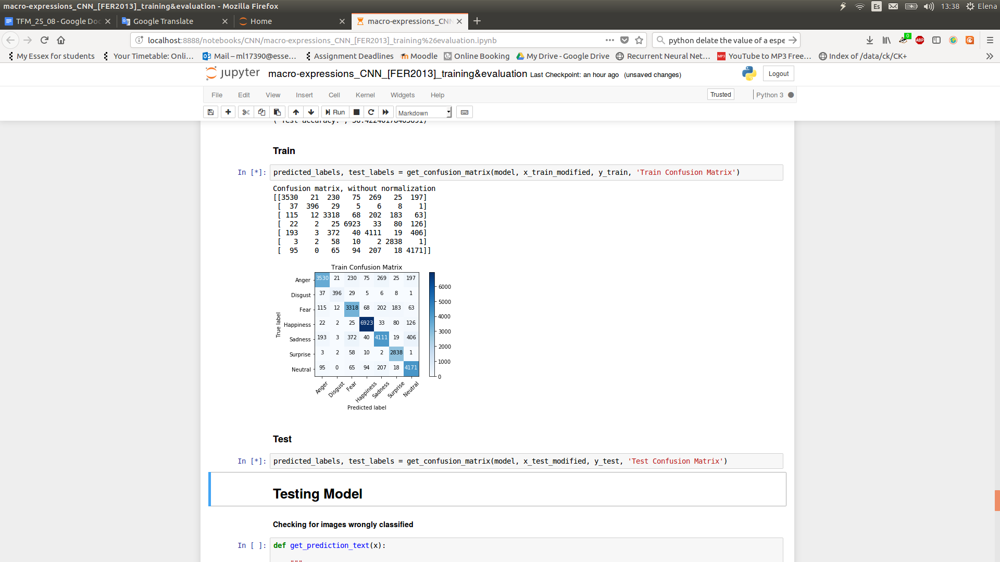 macro-expressions_CNN_[FER2013]_training&evaluation - Mozilla Firefox
Es 13:38 Elena
TFM_25_08 - Google Doc
Google Translate
Home
macro-expressions_CNN
localhost:8888/notebooks/CNN/macro-expressions_CNN_[FER2013]_training%26evaluation.ipynb
python delate the value of a espe
0
ABP
My Essex for students
Your Timetable: Onli…
Mail – ml17390@esse…
Assignment Deadlines
Moodle
Online Booking
My Drive - Google Drive
Recurrent Neural Net…
MP3
YouTube to MP3 Free…
Index of /data/ck/CK+
jupyter macro-expressions_CNN_[FER2013]_training&evaluation Last Checkpoint: an hour ago (unsaved changes)
Logout
File Edit View Insert Cell Kernel Widgets Help
Trusted Python 3
Run Markdown
Train
In [*]: predicted_labels, test_labels = get_confusion_matrix(model, x_train_modified, y_train, 'Train Confusion Matrix')
Confusion matrix, without normalization
[[3530 21 230 75 269 25 197]
[ 37 396 29 5 6 8 1]
[ 115 12 3318 68 202 183 63]
[ 22 2 25 6923 33 80 126]
[ 193 3 372 40 4111 19 406]
[ 3 2 58 10 2 2838 1]
[ 95 0 65 94 207 18 4171]]
Train Confusion Matrix
Anger 3530 21 230 75 269 25 197
Disgust 37 396 29 5 6 8 1
Fear 115 12 3318 68 202 183 63
Happiness 22 2 25 6923 33 80 126
Sadness 193 3 372 40 4111 19 406
Surprise 3 2 58 10 2 2838 1
Neutral 95 0 65 94 207 18 4171
True label
Anger Disgust Fear Happiness Sadness Surprise Neutral
Predicted label
6000
5000
4000
3000
2000
1000
0
Test
In [*]: predicted_labels, test_labels = get_confusion_matrix(model, x_test_modified, y_test, 'Test Confusion Matrix')
Testing Model
Checking for images wrongly classified
In [ ]: def get_prediction_text(x):
"""